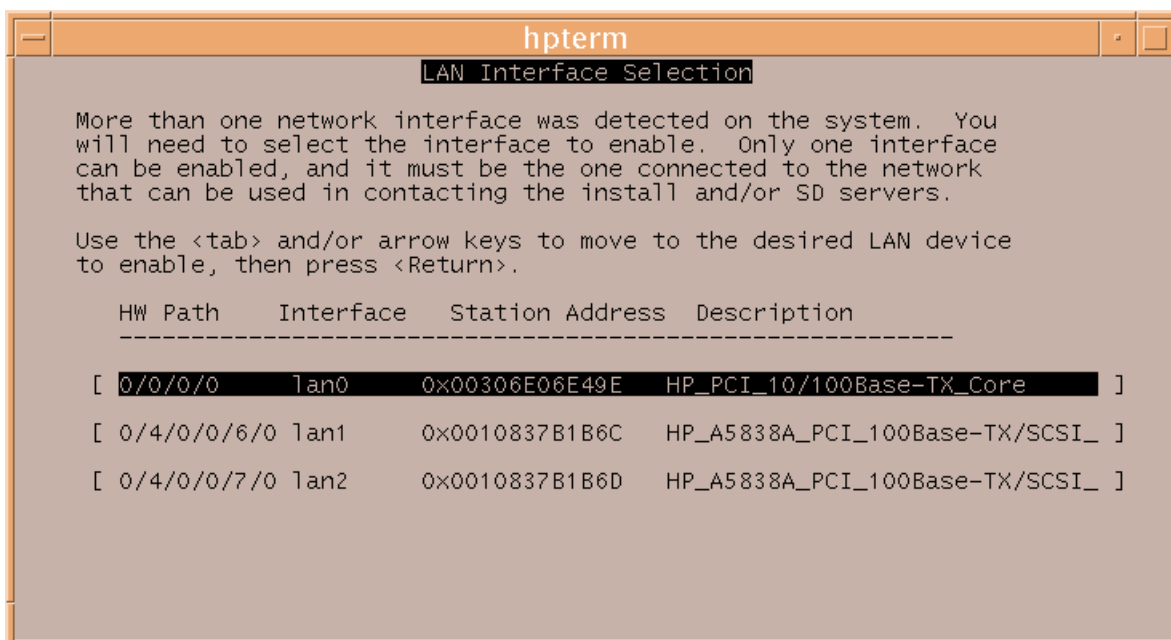 hpterm
LAN Interface Selection
More than one network interface was detected on the system.  You
will need to select the interface to enable.  Only one interface
can be enabled, and it must be the one connected to the network
that can be used in contacting the install and/or SD servers.
Use the <tab> and/or arrow keys to move to the desired LAN device
to enable, then press <Return>.
HW Path    Interface   Station Address  Description
---------------------------------------------------------
[ 0/0/0/0     lan0     0x00306E06E49E   HP_PCI_10/100Base-TX_Core     ]
[ 0/4/0/0/6/0 lan1     0x0010837B1B6C   HP_A5838A_PCI_100Base-TX/SCSI_ ]
[ 0/4/0/0/7/0 lan2     0x0010837B1B6D   HP_A5838A_PCI_100Base-TX/SCSI_ ]